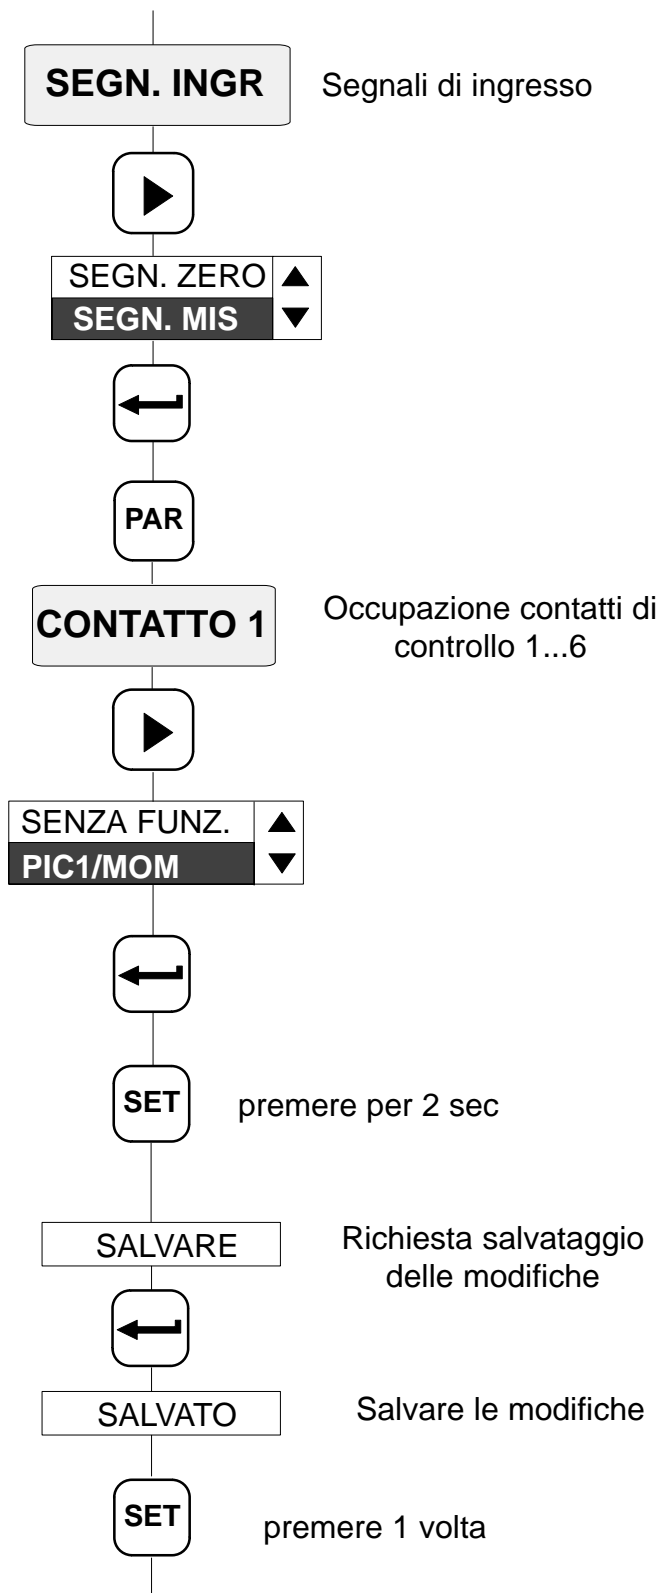 SEGN. INGR
Segnali di ingresso
SEGN. ZERO
SEGN. MIS
PAR
CONTATTO 1
Occupazione contatti di
controllo 1...6
SENZA FUNZ.
PIC1/MOM
SET
premere per 2 sec
SALVARE
Richiesta salvataggio
delle modifiche
SALVATO
Salvare le modifiche
SET
premere 1 volta